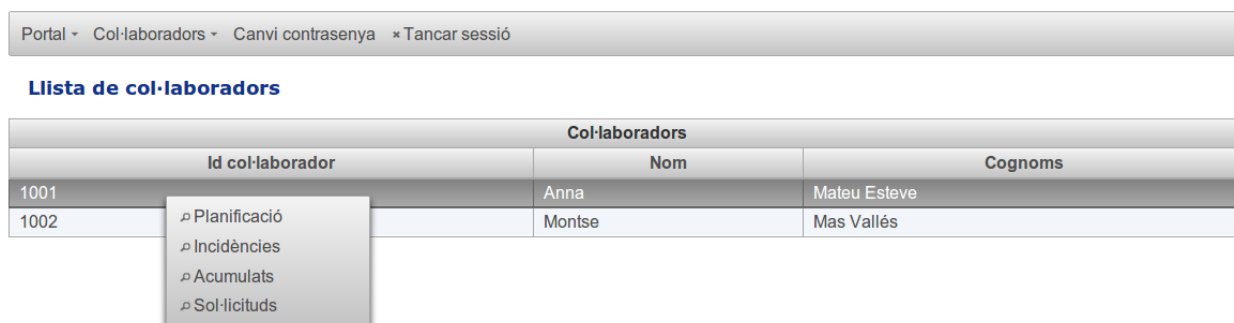 Portal Col·laboradors Canvi contrasenya Tancar sessió
Llista de col·laboradors
Col·laboradors
Id col·laborador Nom Cognoms
1001 Anna Mateu Esteve
1002 Montse Mas Vallés
Planificació
Incidències
Acumulats
Sol·licituds